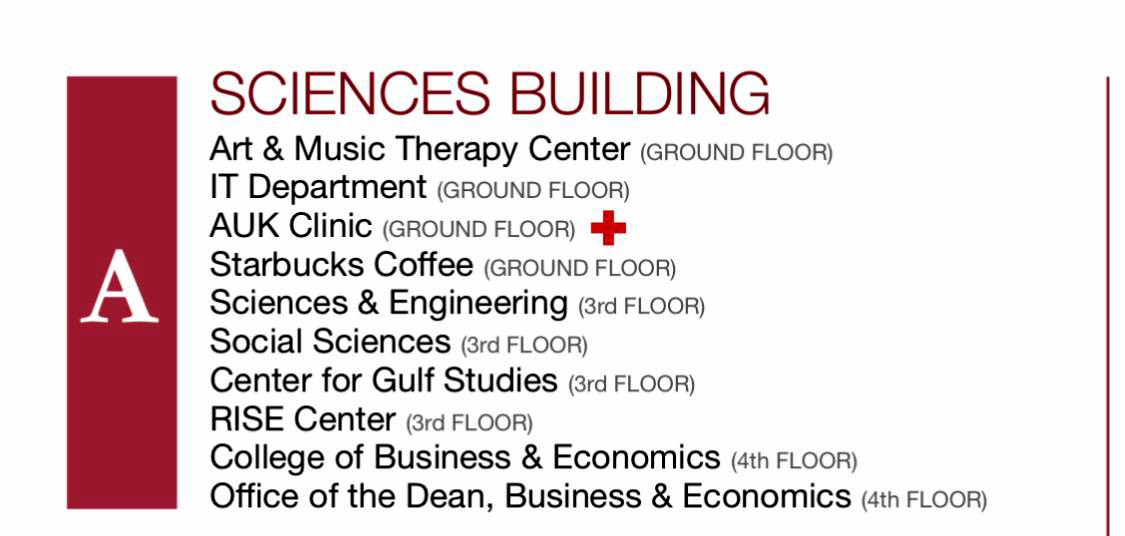 A
SCIENCES BUILDING
Art & Music Therapy Center (GROUND FLOOR)
IT Department (GROUND FLOOR)
AUK Clinic (GROUND FLOOR)
Starbucks Coffee (GROUND FLOOR)
Sciences & Engineering (3rd FLOOR)
Social Sciences (3rd FLOOR)
Center for Gulf Studies (3rd FLOOR)
RISE Center (3rd FLOOR)
College of Business & Economics (4th FLOOR)
Office of the Dean, Business & Economics (4th FLOOR)